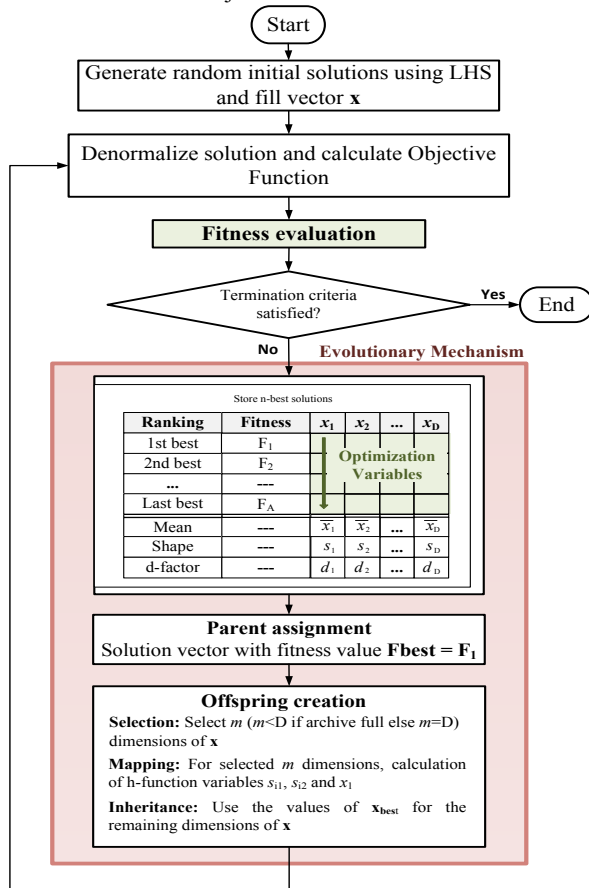 Start
Generate random initial solutions using LHS
and fill vector x
Denormalize solution and calculate Objective
Function
Fitness evaluation
Termination criteria
satisfied?
Yes
End
No
Evolutionary Mechanism
Store n-best solutions
Ranking Fitness x1 x2 ... xD
1st best F1
2nd best F2
... ---
Last best FA
Optimization
Variables
Mean --- x̄1 x̄2 ... x̄D
Shape --- s1 s2 ... sD
d-factor --- d1 d2 ... dD
Parent assignment
Solution vector with fitness value Fbest = F1
Offspring creation
Selection: Select m (m<D if archive full else m=D)
dimensions of x
Mapping: For selected m dimensions, calculation
of h-function variables si1, si2 and x1
Inheritance: Use the values of xbest for the
remaining dimensions of x